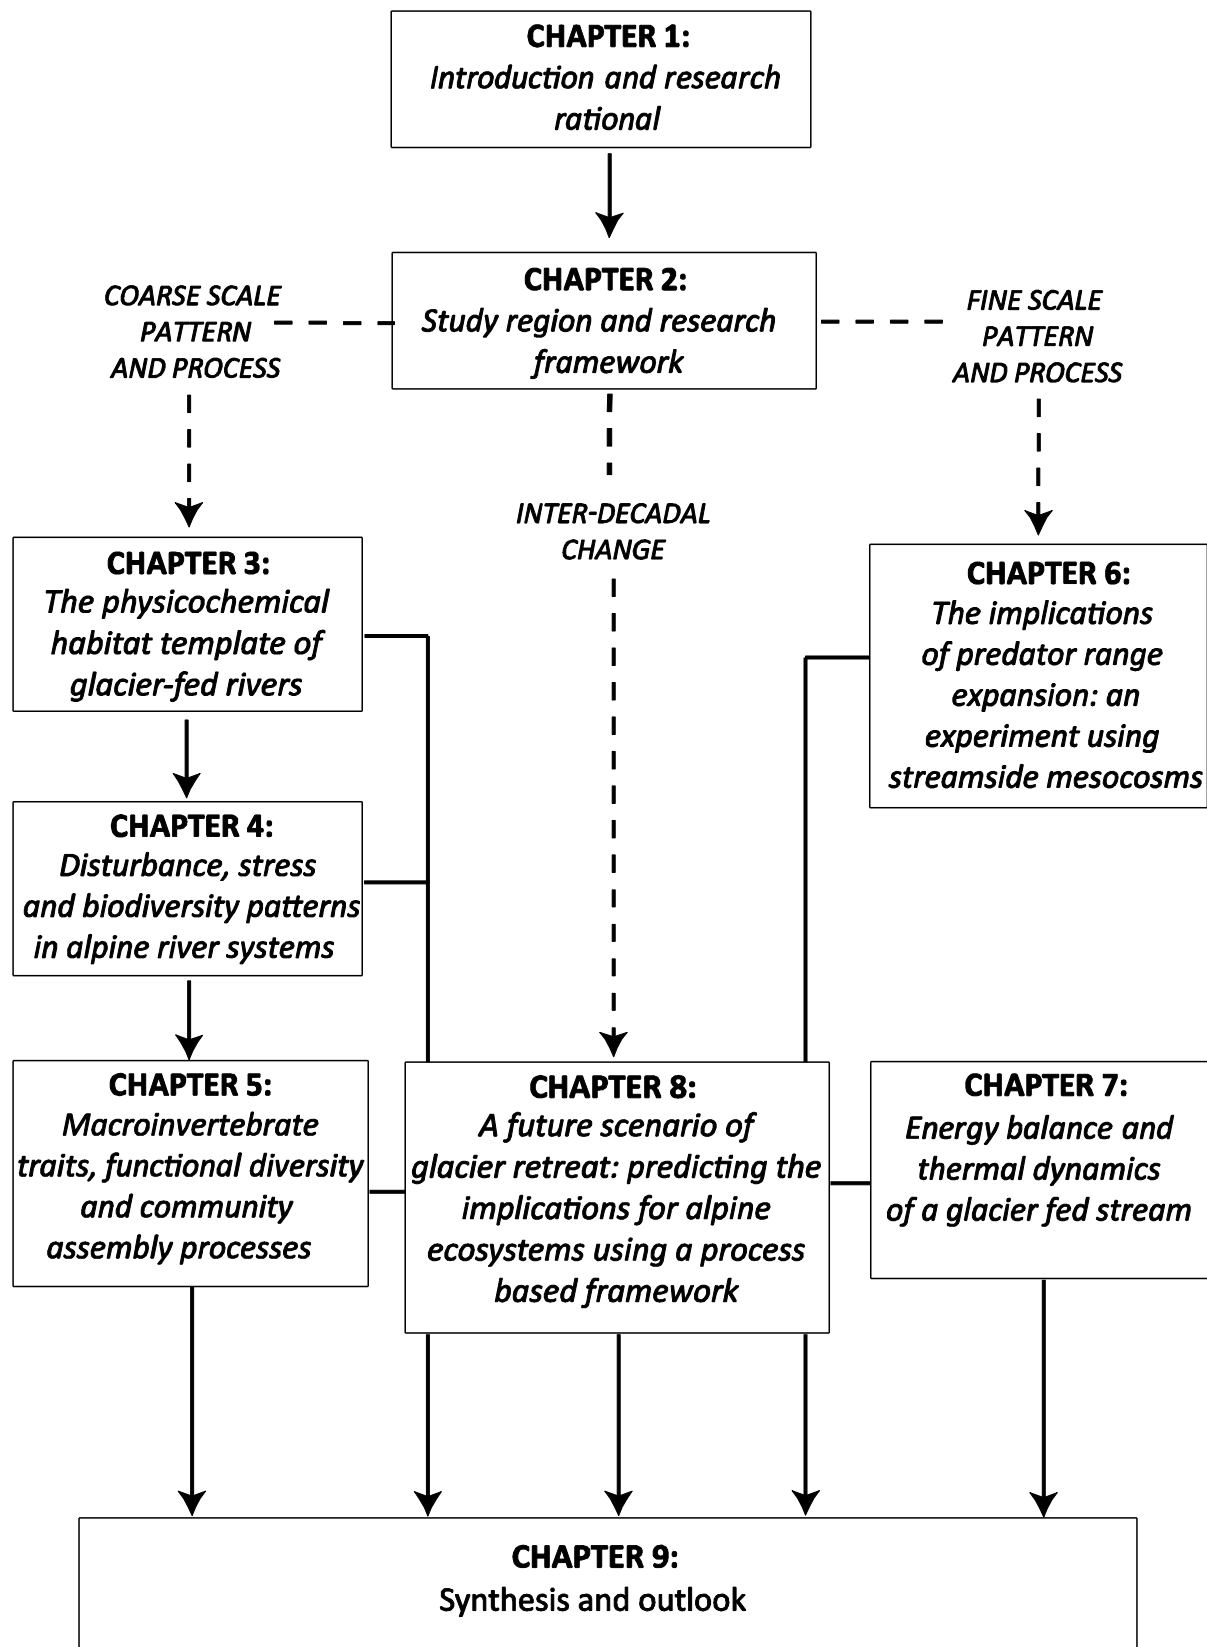 CHAPTER 1:
Introduction and research
rational
CHAPTER 2:
Study region and research
framework
COARSE SCALE
PATTERN
AND PROCESS
FINE SCALE
PATTERN
AND PROCESS
INTER-DECADAL
CHANGE
CHAPTER 3:
The physicochemical
habitat template of
glacier-fed rivers
CHAPTER 6:
The implications
of predator range
expansion: an
experiment using
streamside mesocosms
CHAPTER 4:
Disturbance, stress
and biodiversity patterns
in alpine river systems
CHAPTER 5:
Macroinvertebrate
traits, functional diversity
and community
assembly processes
CHAPTER 8:
A future scenario of
glacier retreat: predicting the
implications for alpine
ecosystems using a process
based framework
CHAPTER 7:
Energy balance and
thermal dynamics
of a glacier fed stream
CHAPTER 9:
Synthesis and outlook